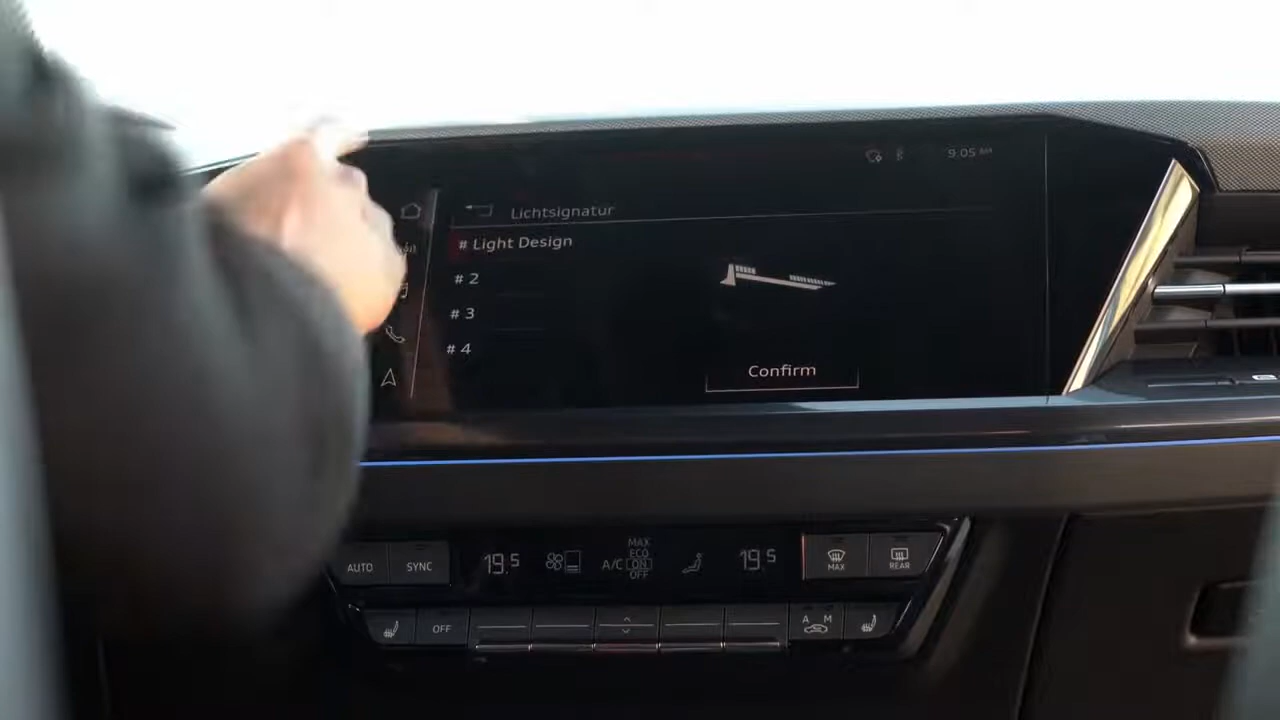 9:05 AM
Lichtsignatur
# Light Design
# 2
# 3
# 4
Confirm
AUTO
SYNC
19.5
A/C
MAX
ECO
ON
OFF
19.5
MAX
REAR
OFF
A M